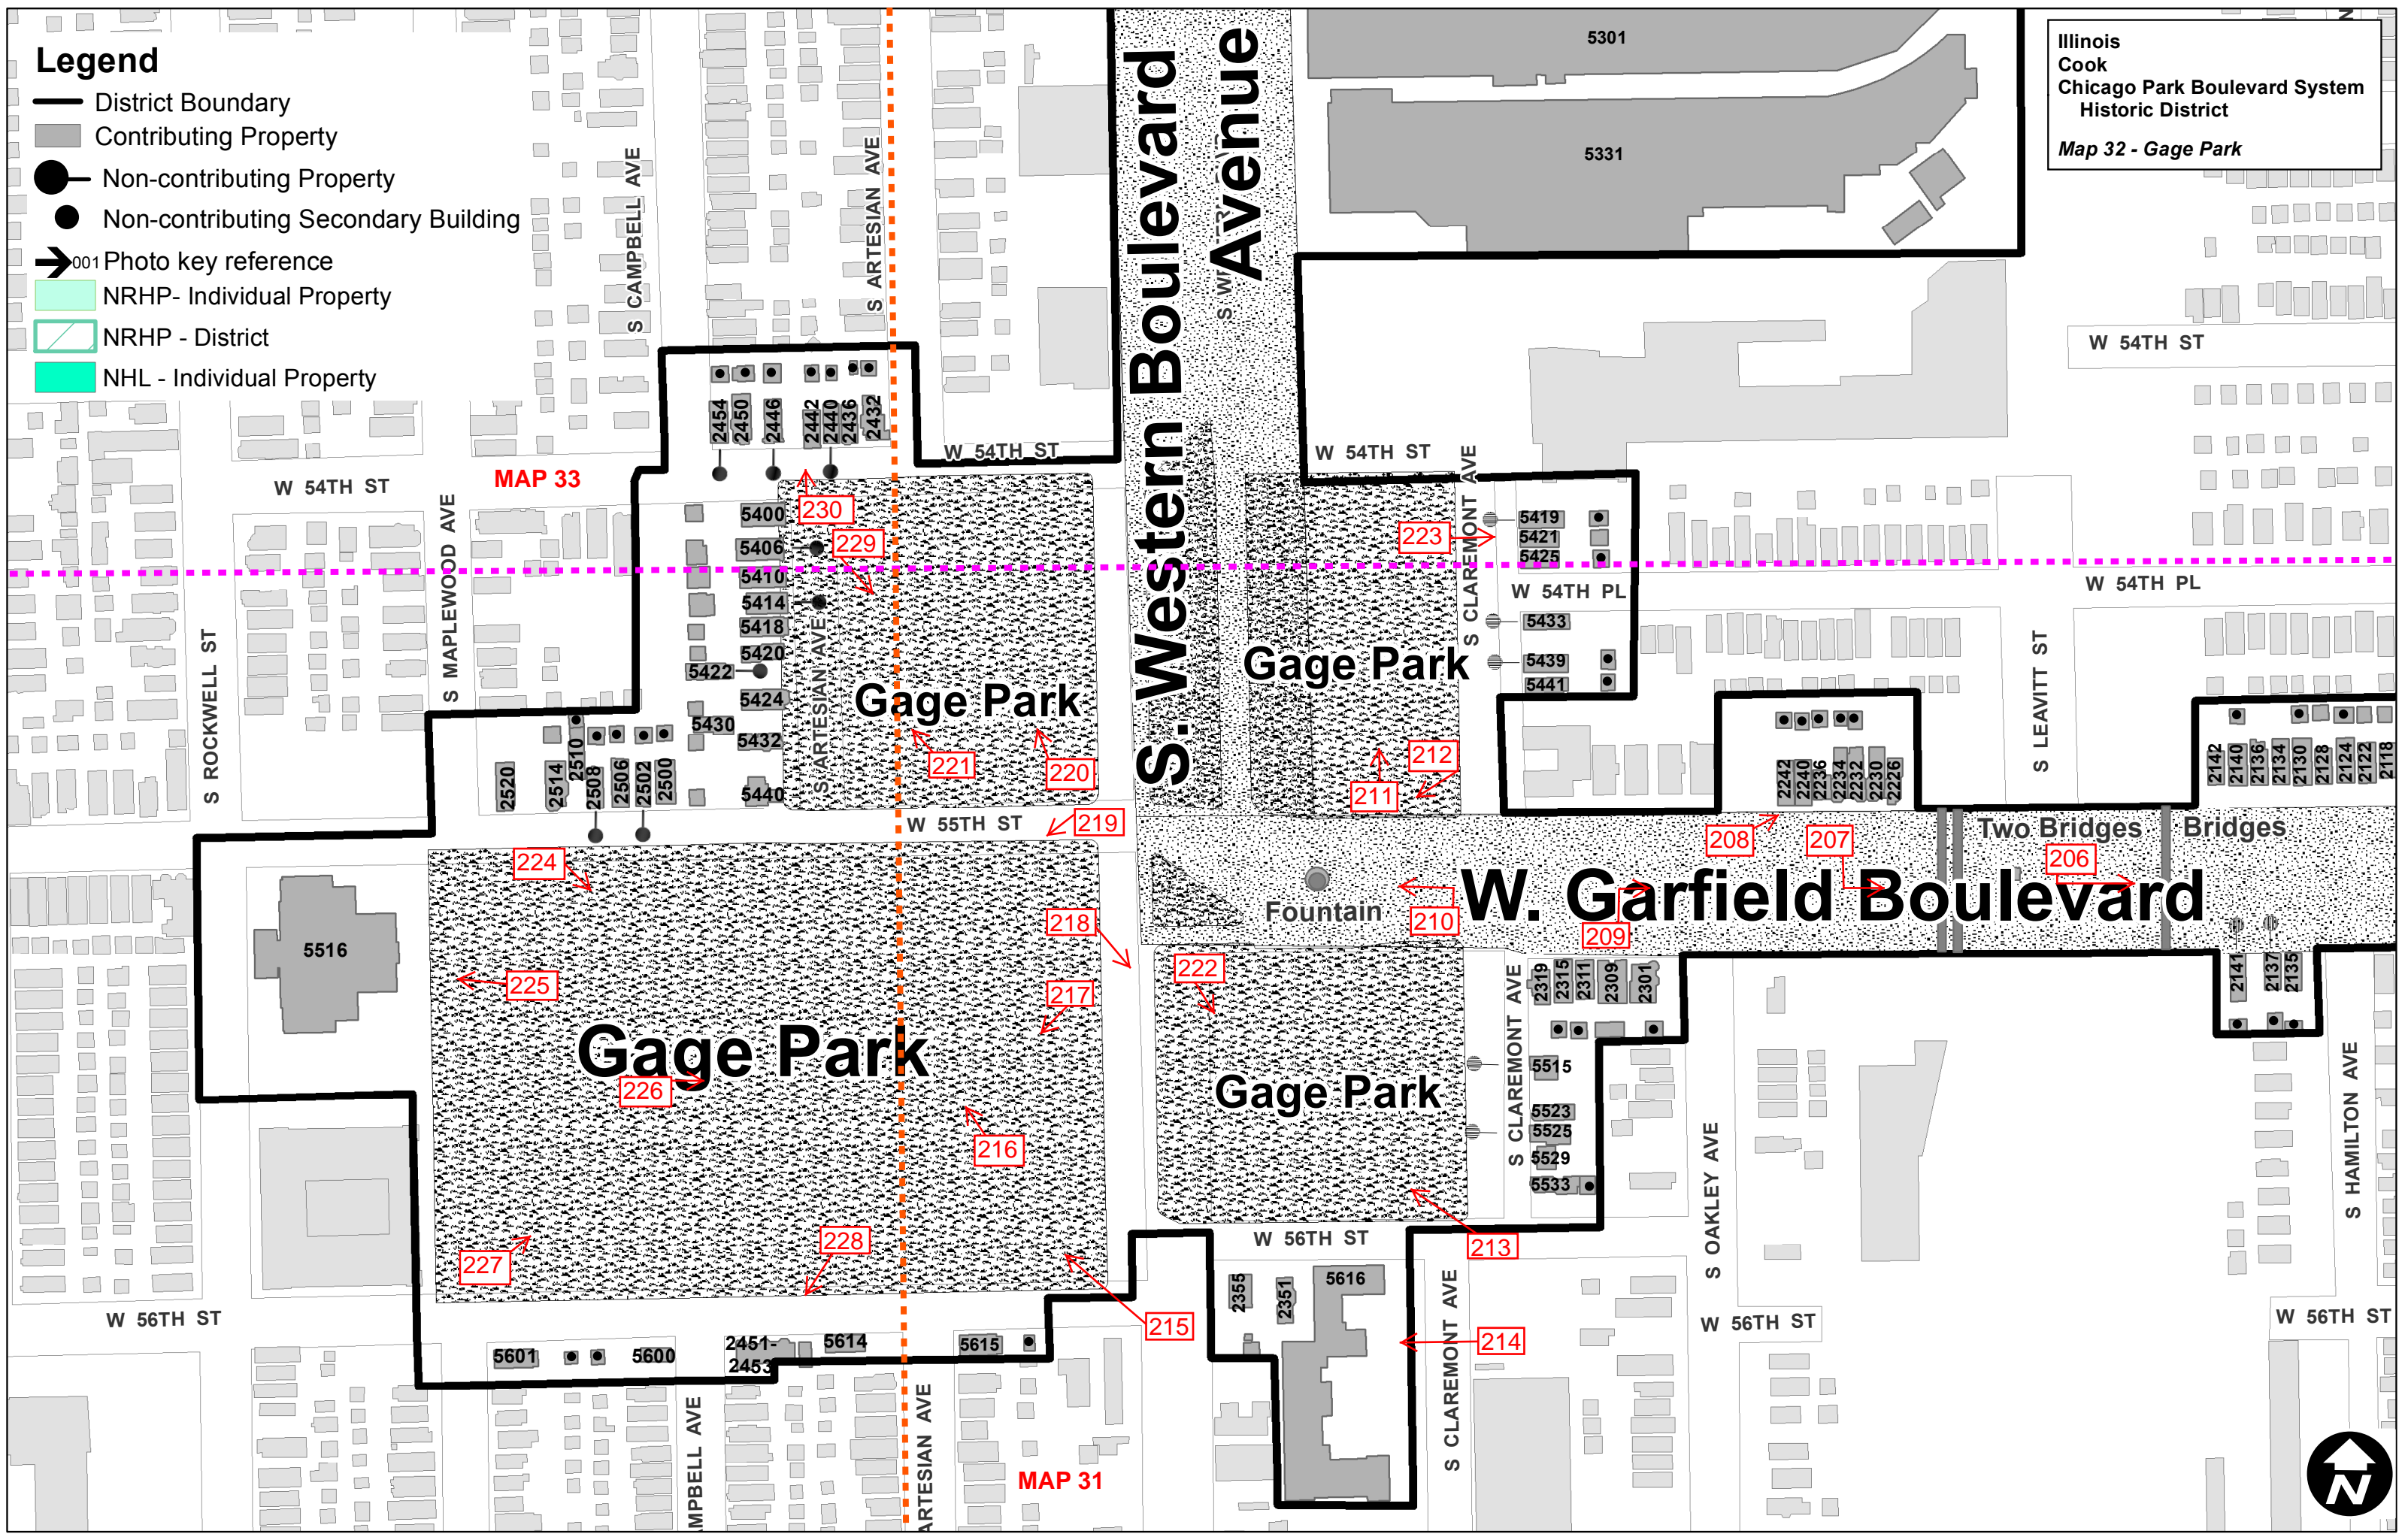 Legend
District Boundary
Contributing Property
Non-contributing Property
Non-contributing Secondary Building
001 Photo key reference
NRHP- Individual Property
NRHP - District
NHL - Individual Property
Illinois
Cook
Chicago Park Boulevard System
Historic District
Map 32 - Gage Park
5301
5331
S. Western Boulevard
Avenue
S CAMPBELL AVE
S ARTESIAN AVE
W 54TH ST
2454
2450
2446
2442
2440
2436
2432
W 54TH ST
W 54TH ST
MAP 33
W 54TH ST
S MAPLEWOOD AVE
S ROCKWELL ST
230
229
5400
5406
5410
5414
5418
5420
5422
5424
5430
5432
5440
S ARTESIAN AVE
Gage Park
221
220
223
S CLAREMONT AVE
5419
5421
5425
W 54TH PL
W 54TH PL
5433
5439
5441
Gage Park
212
211
S LEAVITT ST
2520
2514
2510
2508
2506
2502
2500
2242
2240
2236
2234
2232
2230
2226
2142
2140
2136
2134
2130
2128
2124
2122
2118
W 55TH ST
219
208
207
Two Bridges
Bridges
206
W. Garfield Boulevard
Fountain
210
209
224
218
5516
225
217
222
Gage Park
226
216
Gage Park
S CLAREMONT AVE
2319
2315
2311
2309
2301
2141
2137
2135
5515
5523
5525
5529
5533
S OAKLEY AVE
S HAMILTON AVE
227
228
213
W 56TH ST
W 56TH ST
W 56TH ST
W 56TH ST
215
214
2355
2351
5616
S CLAREMONT AVE
5601
5600
2451-
2453
5614
5615
MPBELL AVE
ARTESIAN AVE
MAP 31
N